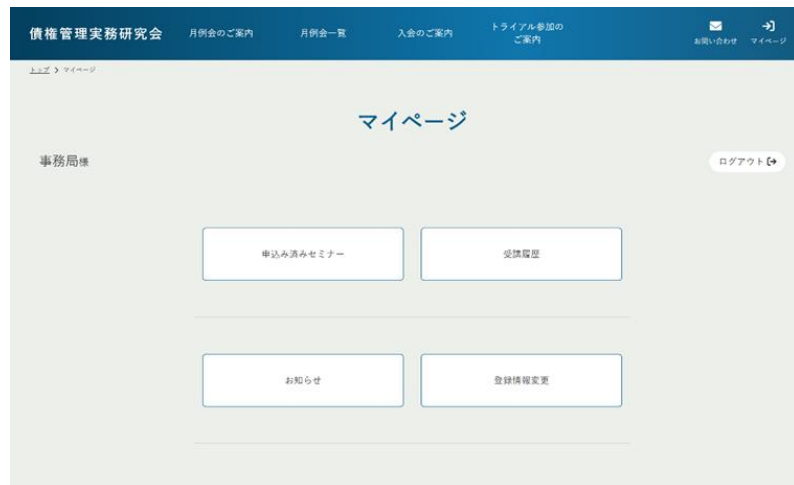 債権管理実務研究会
月例会のご案内
月例会一覧
入会のご案内
トライアル参加の
ご案内
お問い合わせ
マイページ
トップ > マイページ
マイページ
事務局様
ログアウト
申込み済みセミナー
受講履歴
お知らせ
登録情報変更